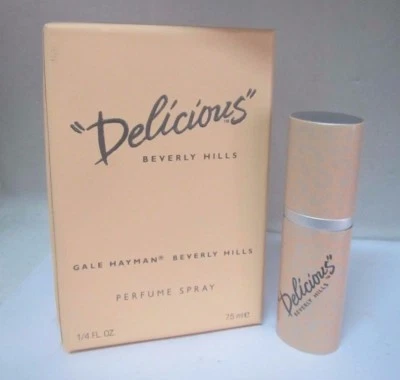 "Delicious"™
BEVERLY HILLS
GALE HAYMAN® BEVERLY HILLS
PERFUME SPRAY
1/4 FL. OZ. 7.5 ml ℮
Delicious"
BEVERLY HILLS